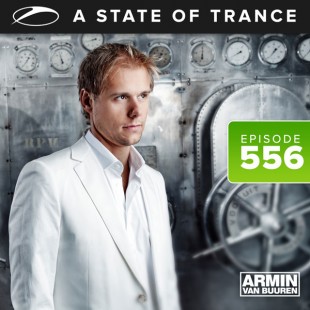 A STATE OF TRANCE
EPISODE
556
ARMIN
VAN BUUREN